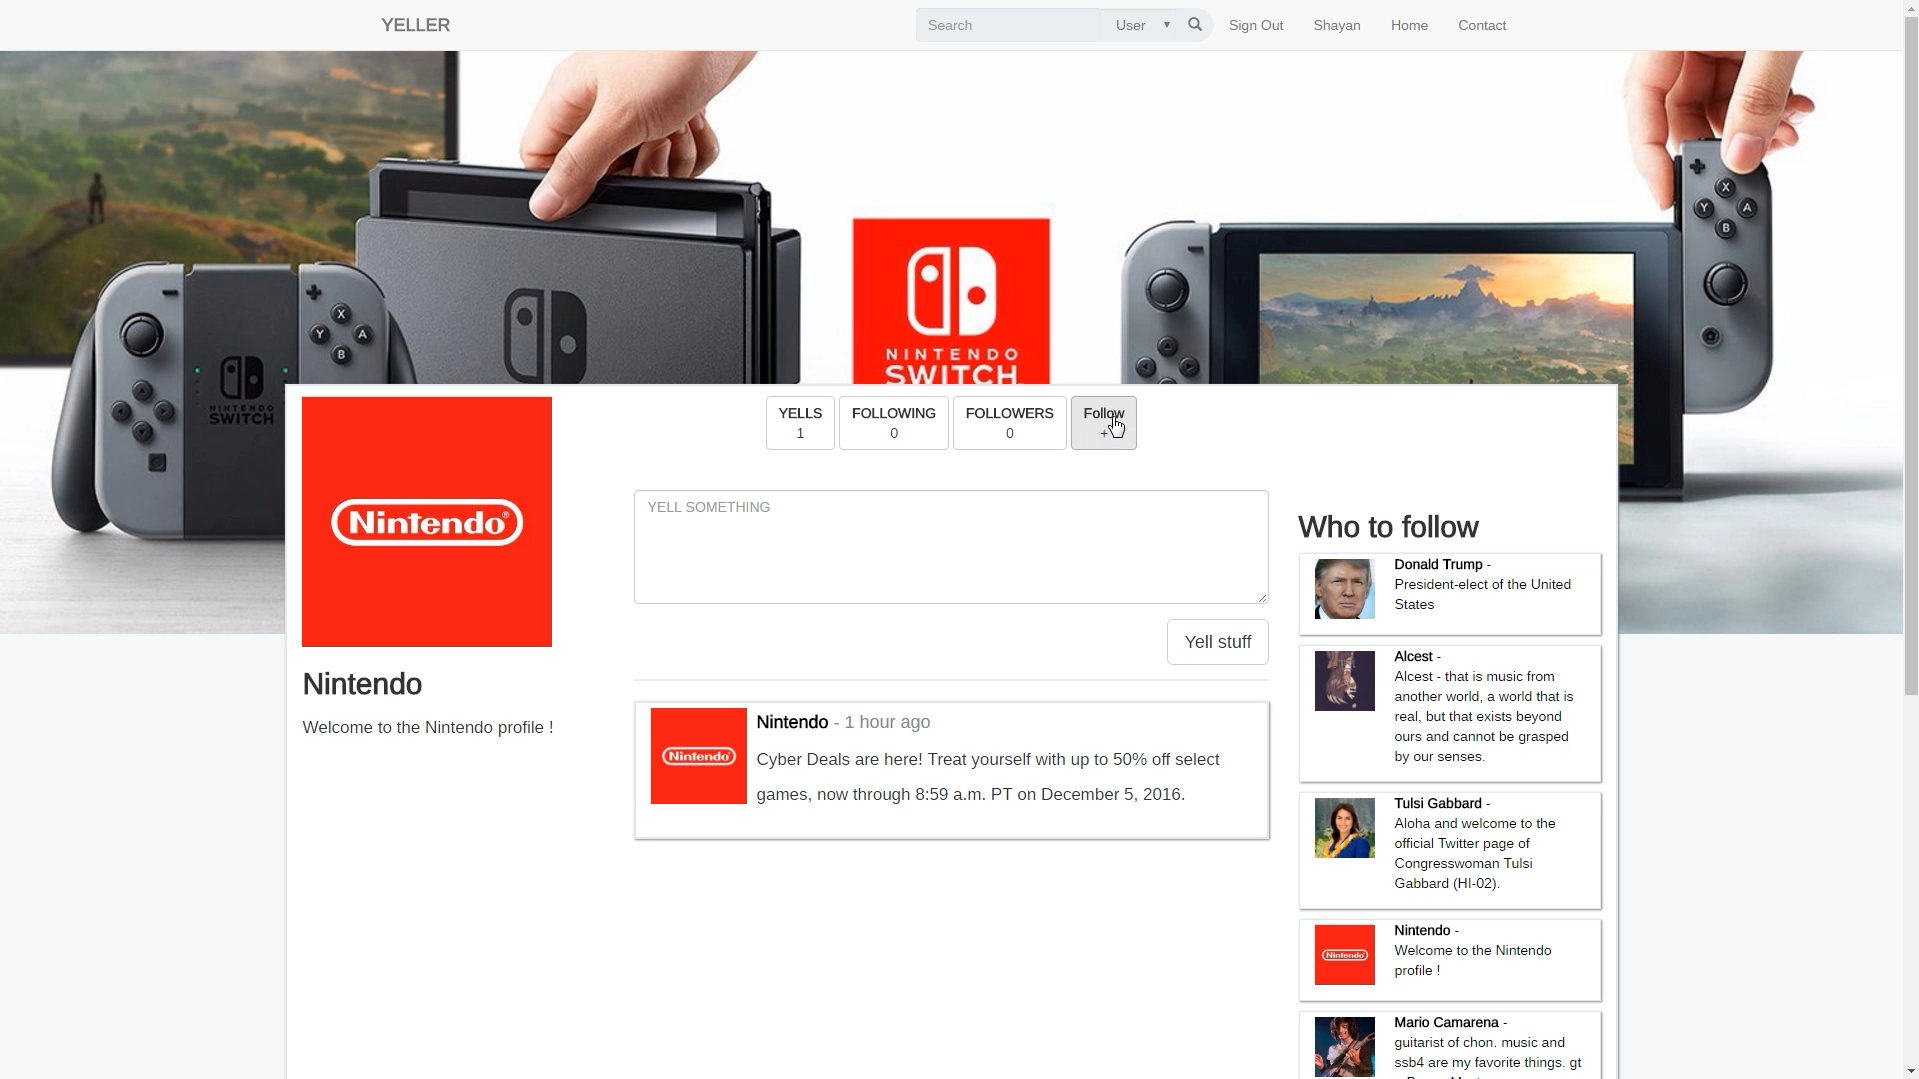 YELLER
Search
User
Sign Out
Shayan
Home
Contact
NINTENDO
SWITCH
NINTENDO
SWITCH
X
Y
A
B
X
Y
A
B
YELLS
1
FOLLOWING
0
FOLLOWERS
0
Follow
+
Nintendo®
Nintendo
Welcome to the Nintendo profile !
YELL SOMETHING
Yell stuff
Nintendo
Nintendo - 1 hour ago
Cyber Deals are here! Treat yourself with up to 50% off select
games, now through 8:59 a.m. PT on December 5, 2016.
Who to follow
Donald Trump -
President-elect of the United
States
Alcest -
Alcest - that is music from
another world, a world that is
real, but that exists beyond
ours and cannot be grasped
by our senses.
Tulsi Gabbard -
Aloha and welcome to the
official Twitter page of
Congresswoman Tulsi
Gabbard (HI-02).
Nintendo
Nintendo -
Welcome to the Nintendo
profile !
Mario Camarena -
guitarist of chon. music and
ssb4 are my favorite things. gt